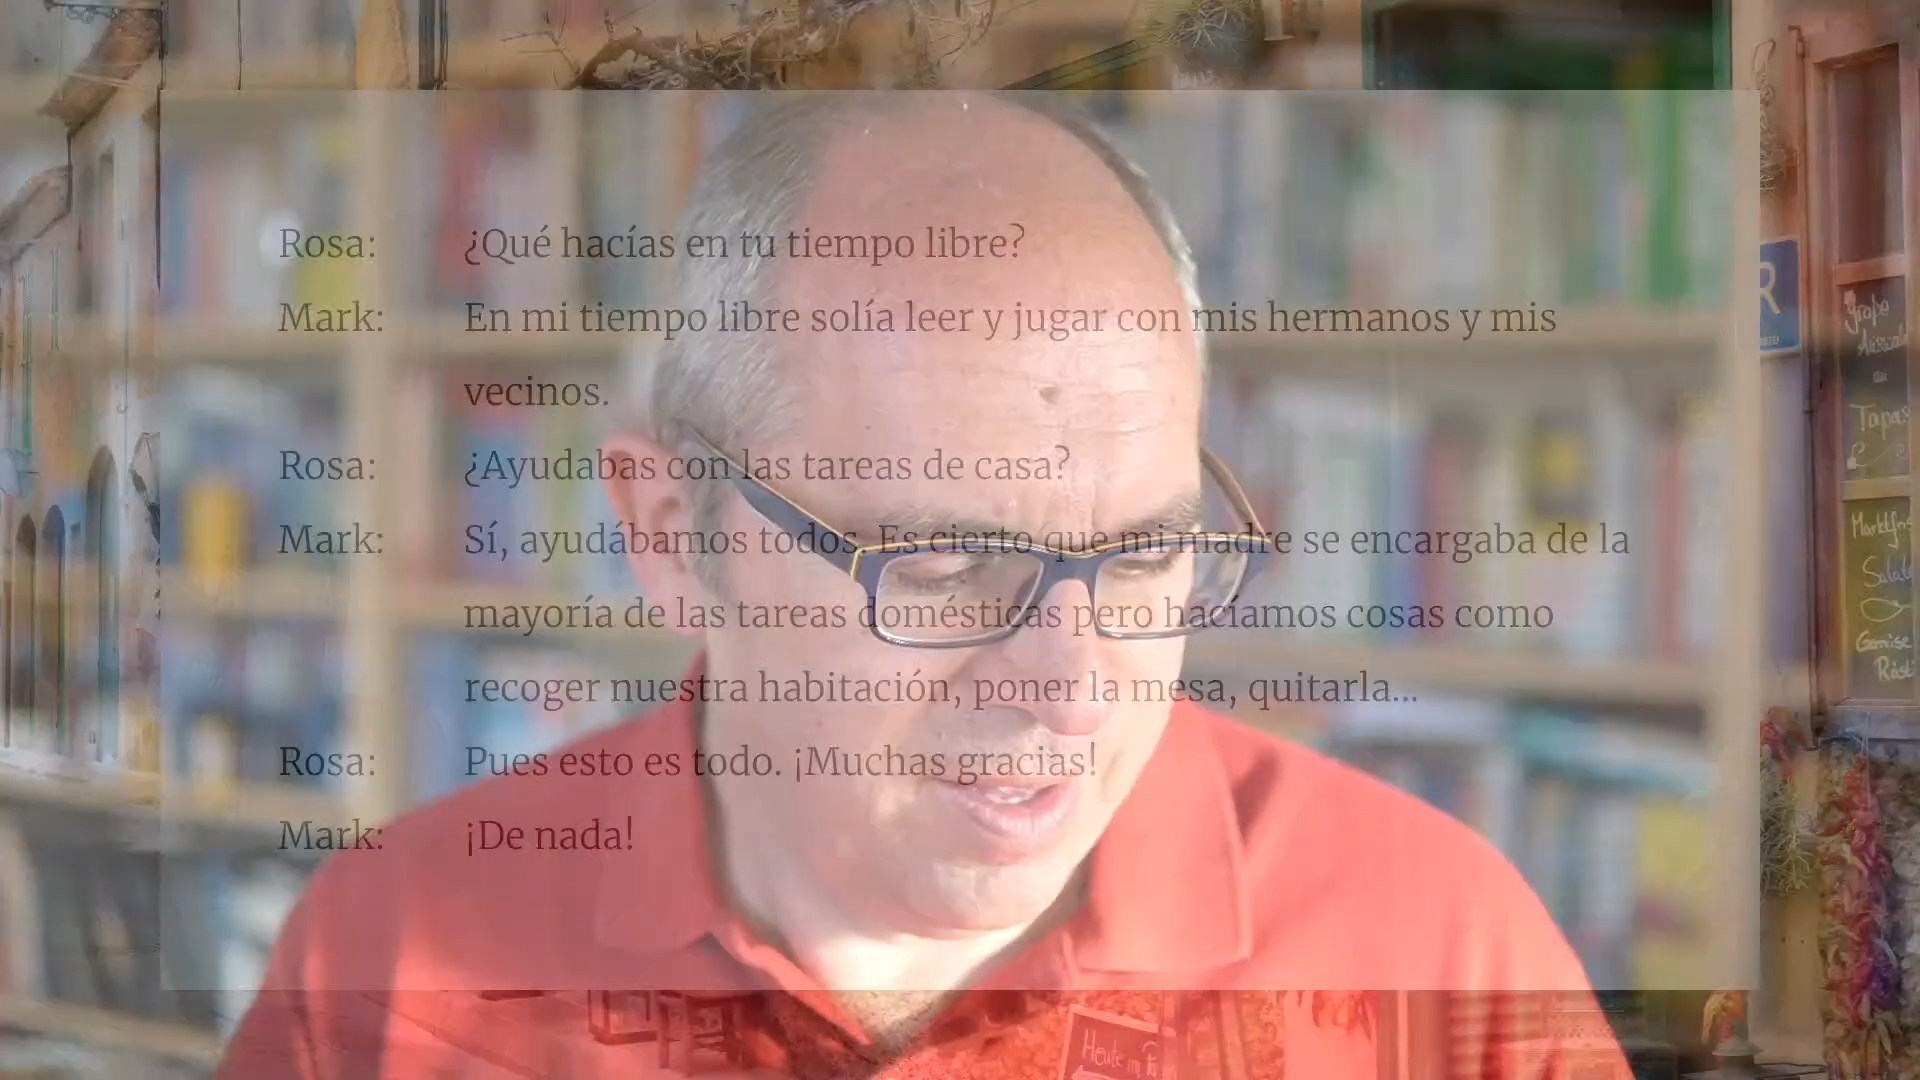 Rosa: ¿Qué hacías en tu tiempo libre?
Mark: En mi tiempo libre solía leer y jugar con mis hermanos y mis
vecinos.
Rosa: ¿Ayudabas con las tareas de casa?
Mark: Sí, ayudábamos todos. Es cierto que mi madre se encargaba de la
mayoría de las tareas domésticas pero hacíamos cosas como
recoger nuestra habitación, poner la mesa, quitarla...
Rosa: Pues esto es todo. ¡Muchas gracias!
Mark: ¡De nada!
R
Tapas
Heute